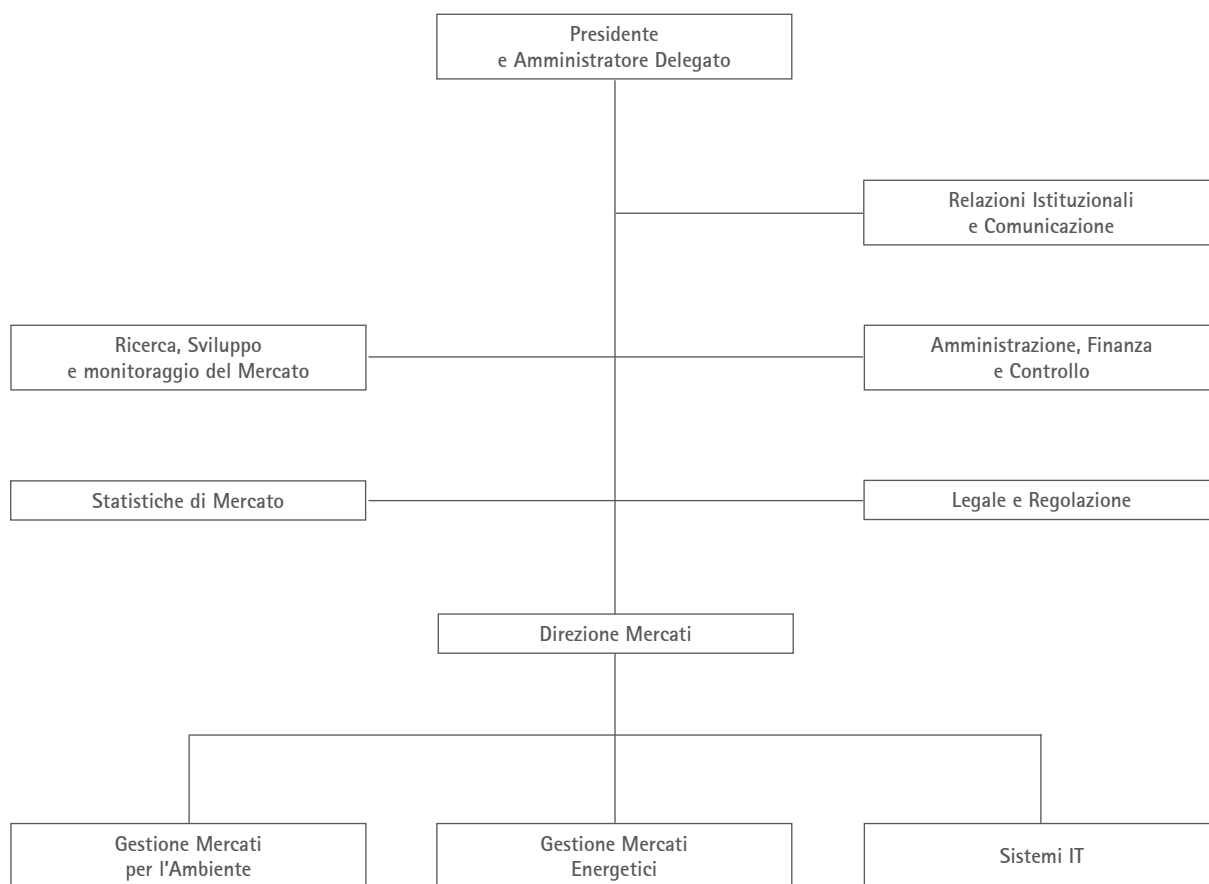 Presidente
e Amministratore Delegato
Relazioni Istituzionali
e Comunicazione
Ricerca, Sviluppo
e monitoraggio del Mercato
Amministrazione, Finanza
e Controllo
Statistiche di Mercato
Legale e Regolazione
Direzione Mercati
Gestione Mercati
per l'Ambiente
Gestione Mercati
Energetici
Sistemi IT